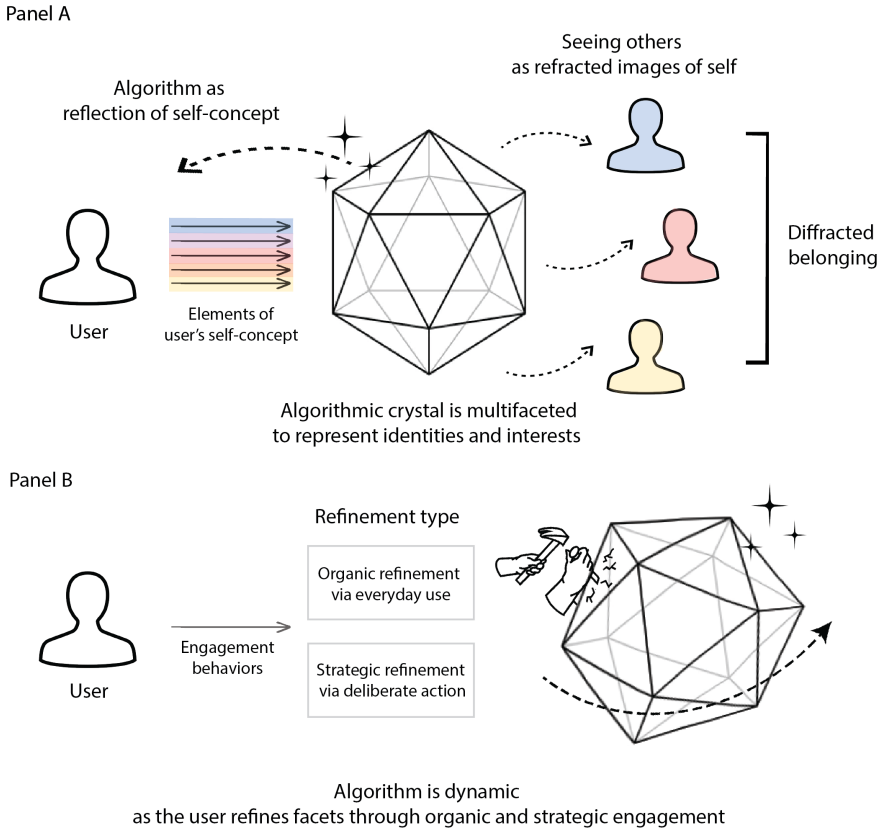 Panel A
Seeing others
as refracted images of self
Algorithm as
reflection of self-concept
Diffracted
belonging
Elements of
user's self-concept
User
Algorithmic crystal is multifaceted
to represent identities and interests
Panel B
Refinement type
Organic refinement
via everyday use
Engagement
behaviors
Strategic refinement
via deliberate action
User
Algorithm is dynamic
as the user refines facets through organic and strategic engagement